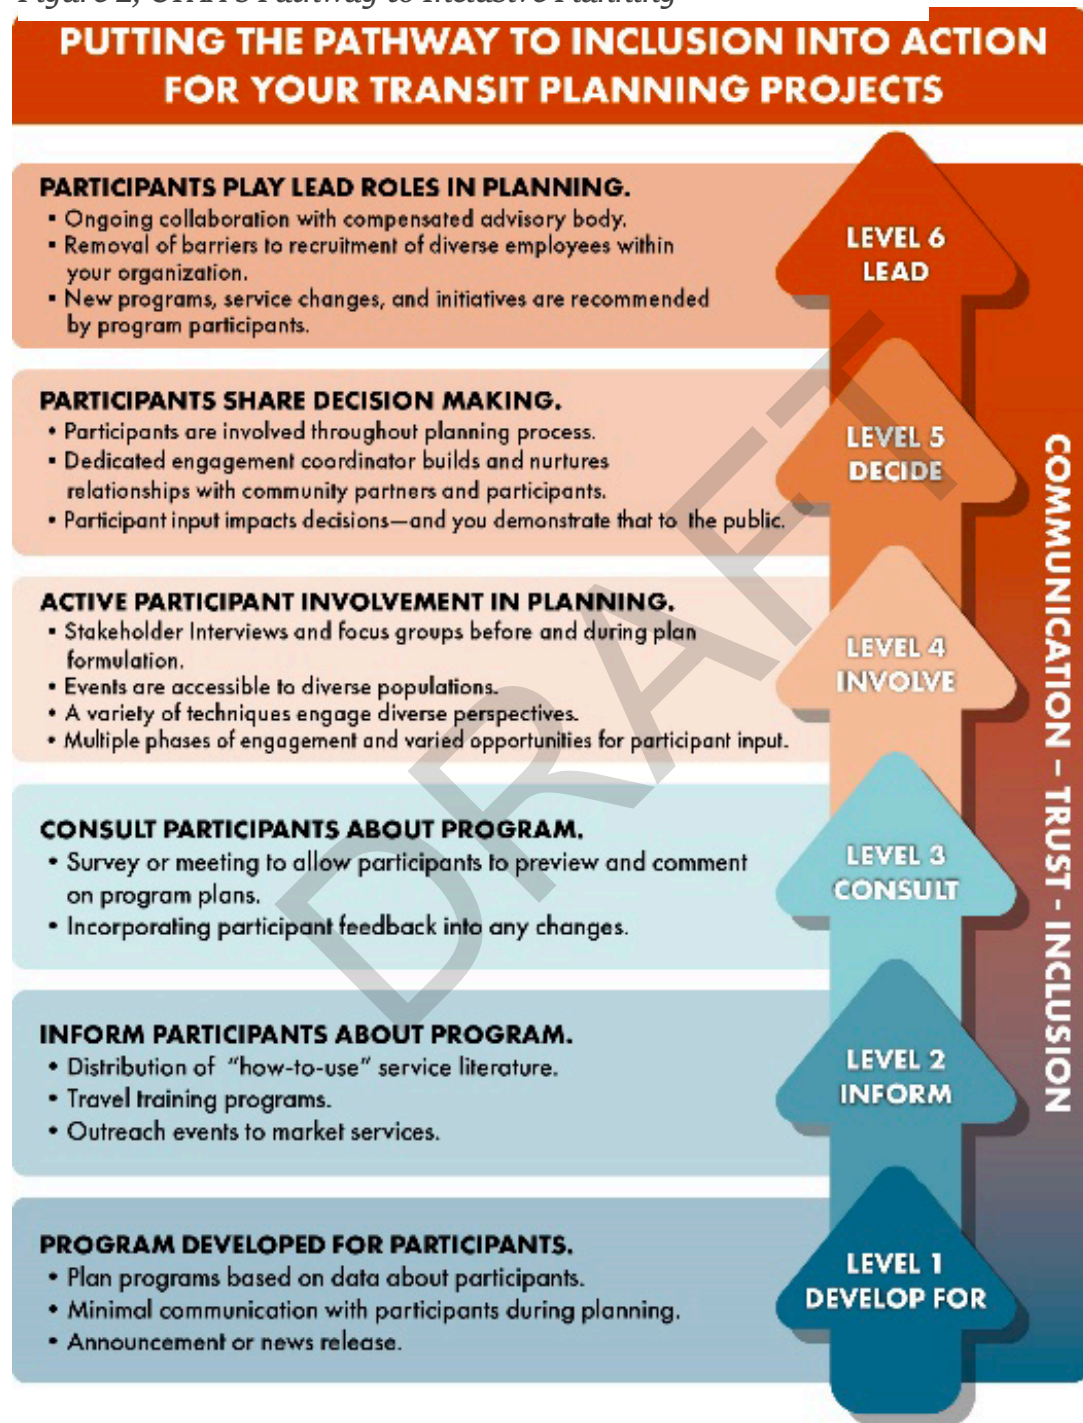 PUTTING THE PATHWAY TO INCLUSION INTO ACTION
FOR YOUR TRANSIT PLANNING PROJECTS
PARTICIPANTS PLAY LEAD ROLES IN PLANNING.
▪ Ongoing collaboration with compensated advisory body.
▪ Removal of barriers to recruitment of diverse employees within
your organization.
▪ New programs, service changes, and initiatives are recommended
by program participants.
LEVEL 6
LEAD
PARTICIPANTS SHARE DECISION MAKING.
• Participants are involved throughout planning process.
▪ Dedicated engagement coordinator builds and nurtures
relationships with community partners and participants.
• Participant input impacts decisions—and you demonstrate that to the public.
LEVEL 5
DECIDE
ACTIVE PARTICIPANT INVOLVEMENT IN PLANNING.
▪ Stakeholder Interviews and focus groups before and during plan
formulation.
• Events are accessible to diverse populations.
• A variety of techniques engage diverse perspectives.
• Multiple phases of engagement and varied opportunities for participant input.
LEVEL 4
INVOLVE
CONSULT PARTICIPANTS ABOUT PROGRAM.
• Survey or meeting to allow participants to preview and comment
on program plans.
• Incorporating participant feedback into any changes.
LEVEL 3
CONSULT
INFORM PARTICIPANTS ABOUT PROGRAM.
• Distribution of "how-to-use" service literature.
• Travel training programs.
• Outreach events to market services.
LEVEL 2
INFORM
PROGRAM DEVELOPED FOR PARTICIPANTS.
• Plan programs based on data about participants.
• Minimal communication with participants during planning.
• Announcement or news release.
LEVEL 1
DEVELOP FOR
COMMUNICATION – TRUST - INCLUSION
DRAFT